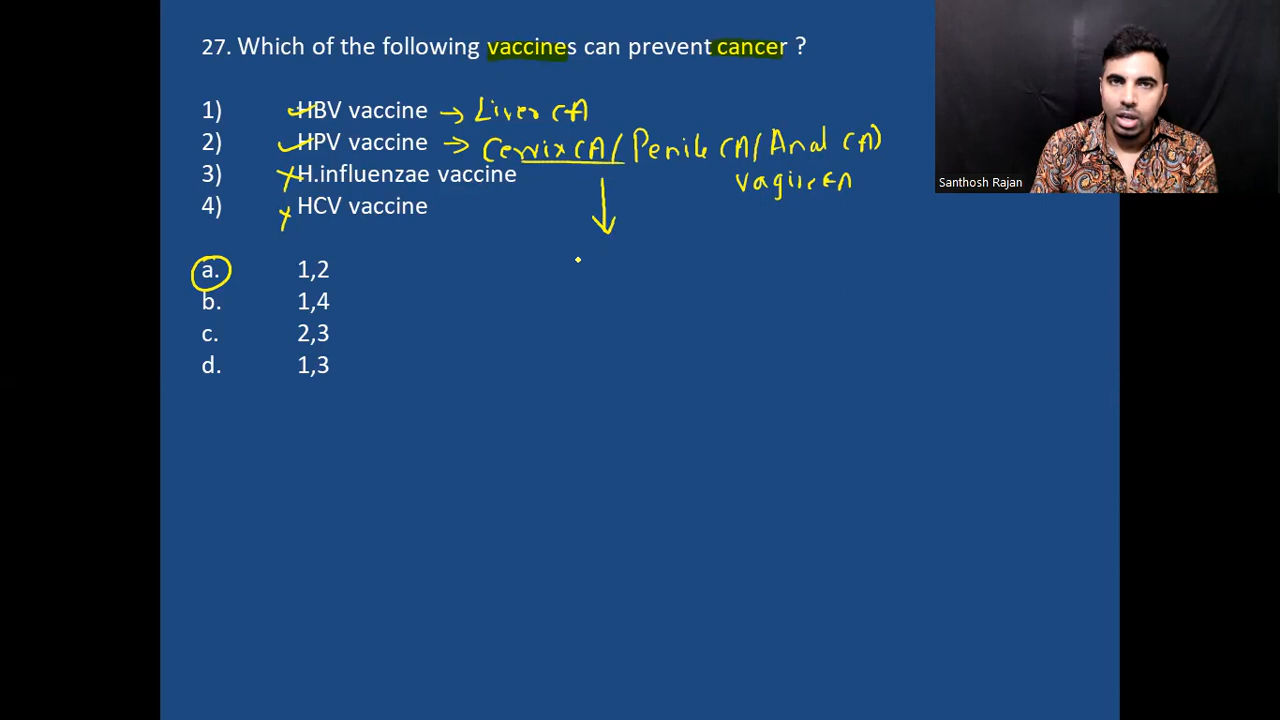 27. Which of the following vaccines can prevent cancer ?
1) HBV vaccine → Liver CA
2) HPV vaccine → Cervix CA / Penile CA / Anal CA)
3) H.influenzae vaccine
CA
4) HCV vaccine
a. 1,2
b. 1,4
c. 2,3
d. 1,3
Santhosh Rajan